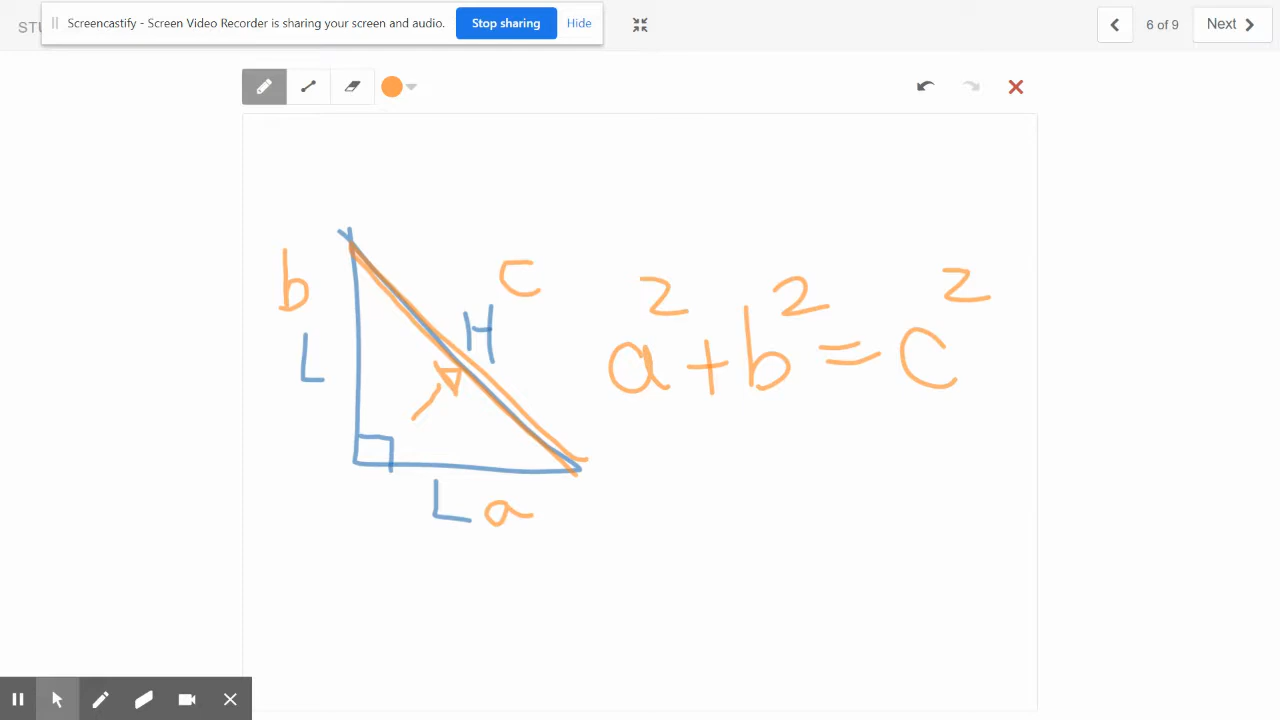 STU
Screencastify - Screen Video Recorder is sharing your screen and audio.
Stop sharing
Hide
6 of 9
Next
b
c
H
L
L a
a² + b² = c²